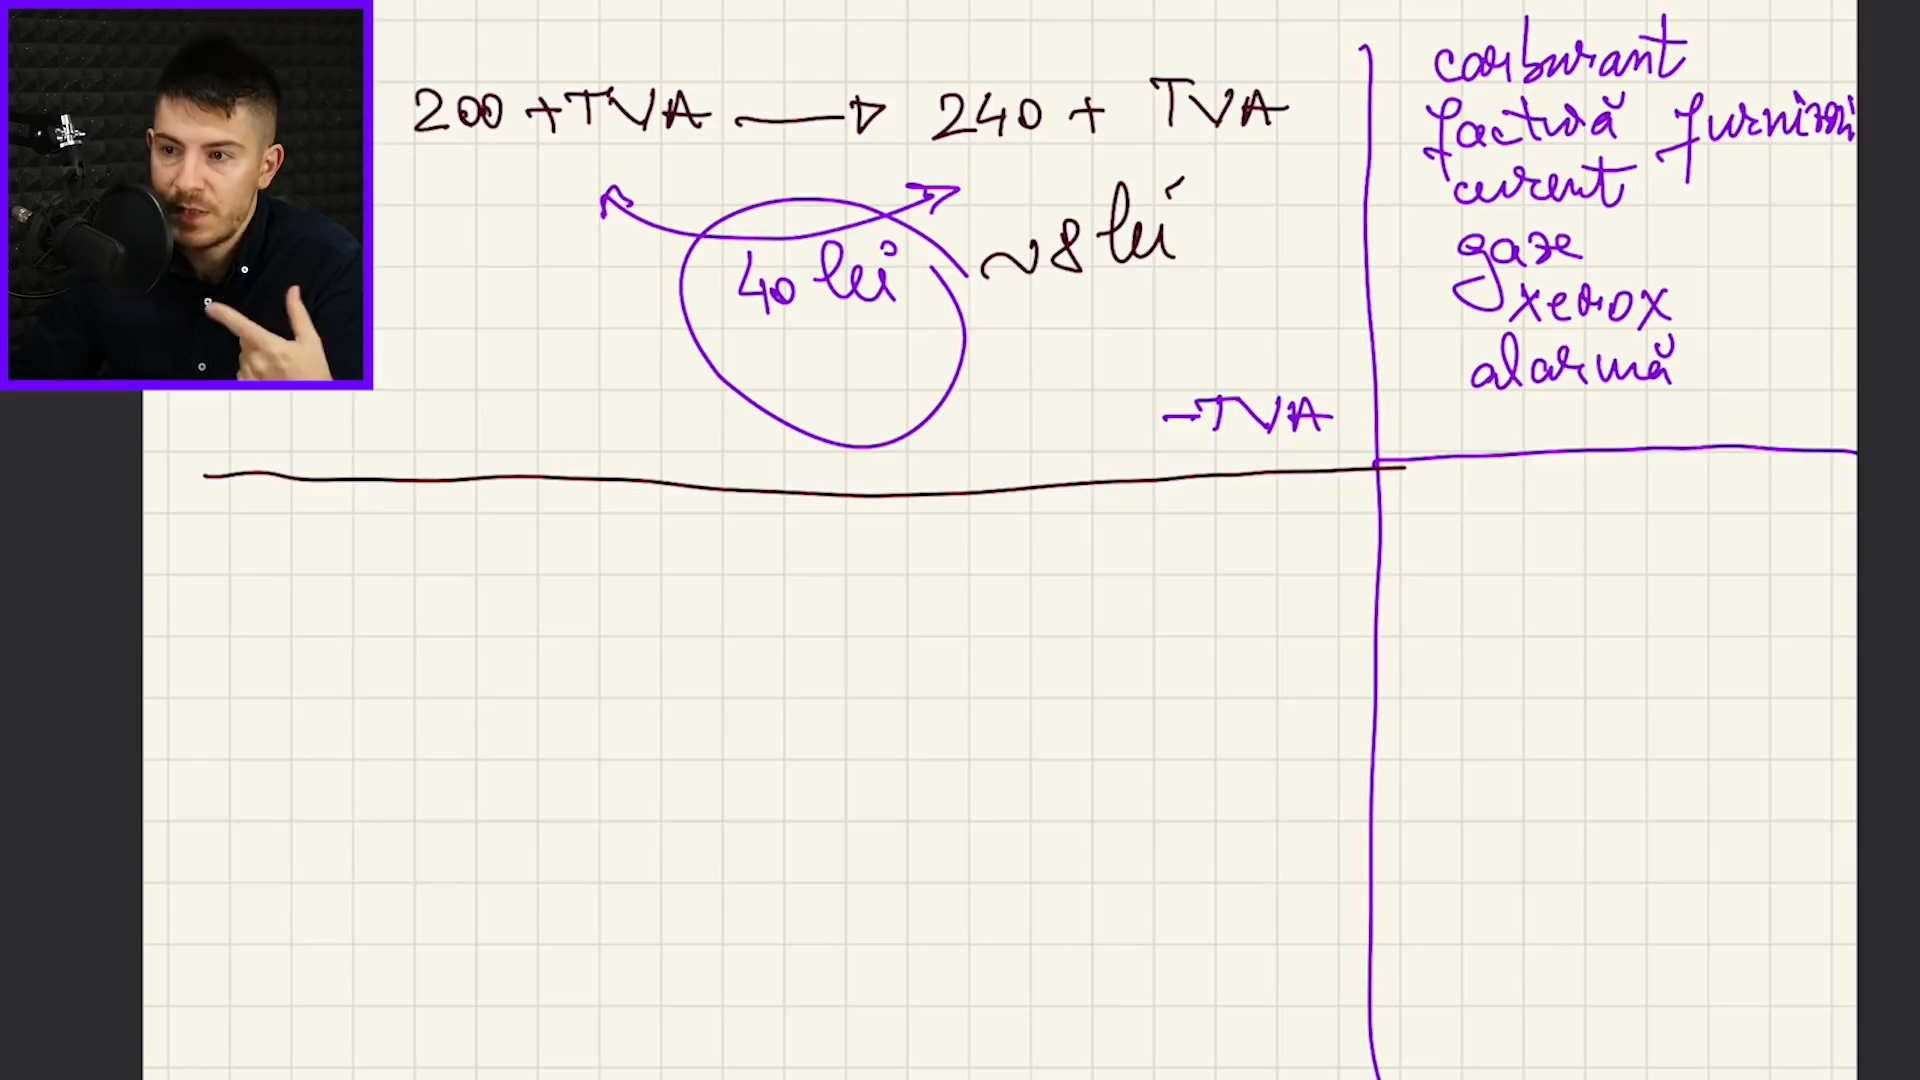 200 + TVA → 240 + TVA
40 lei ~ 8 lei
- TVA
carburant
factură furnizori
curent
gaze
xerox
alarmă